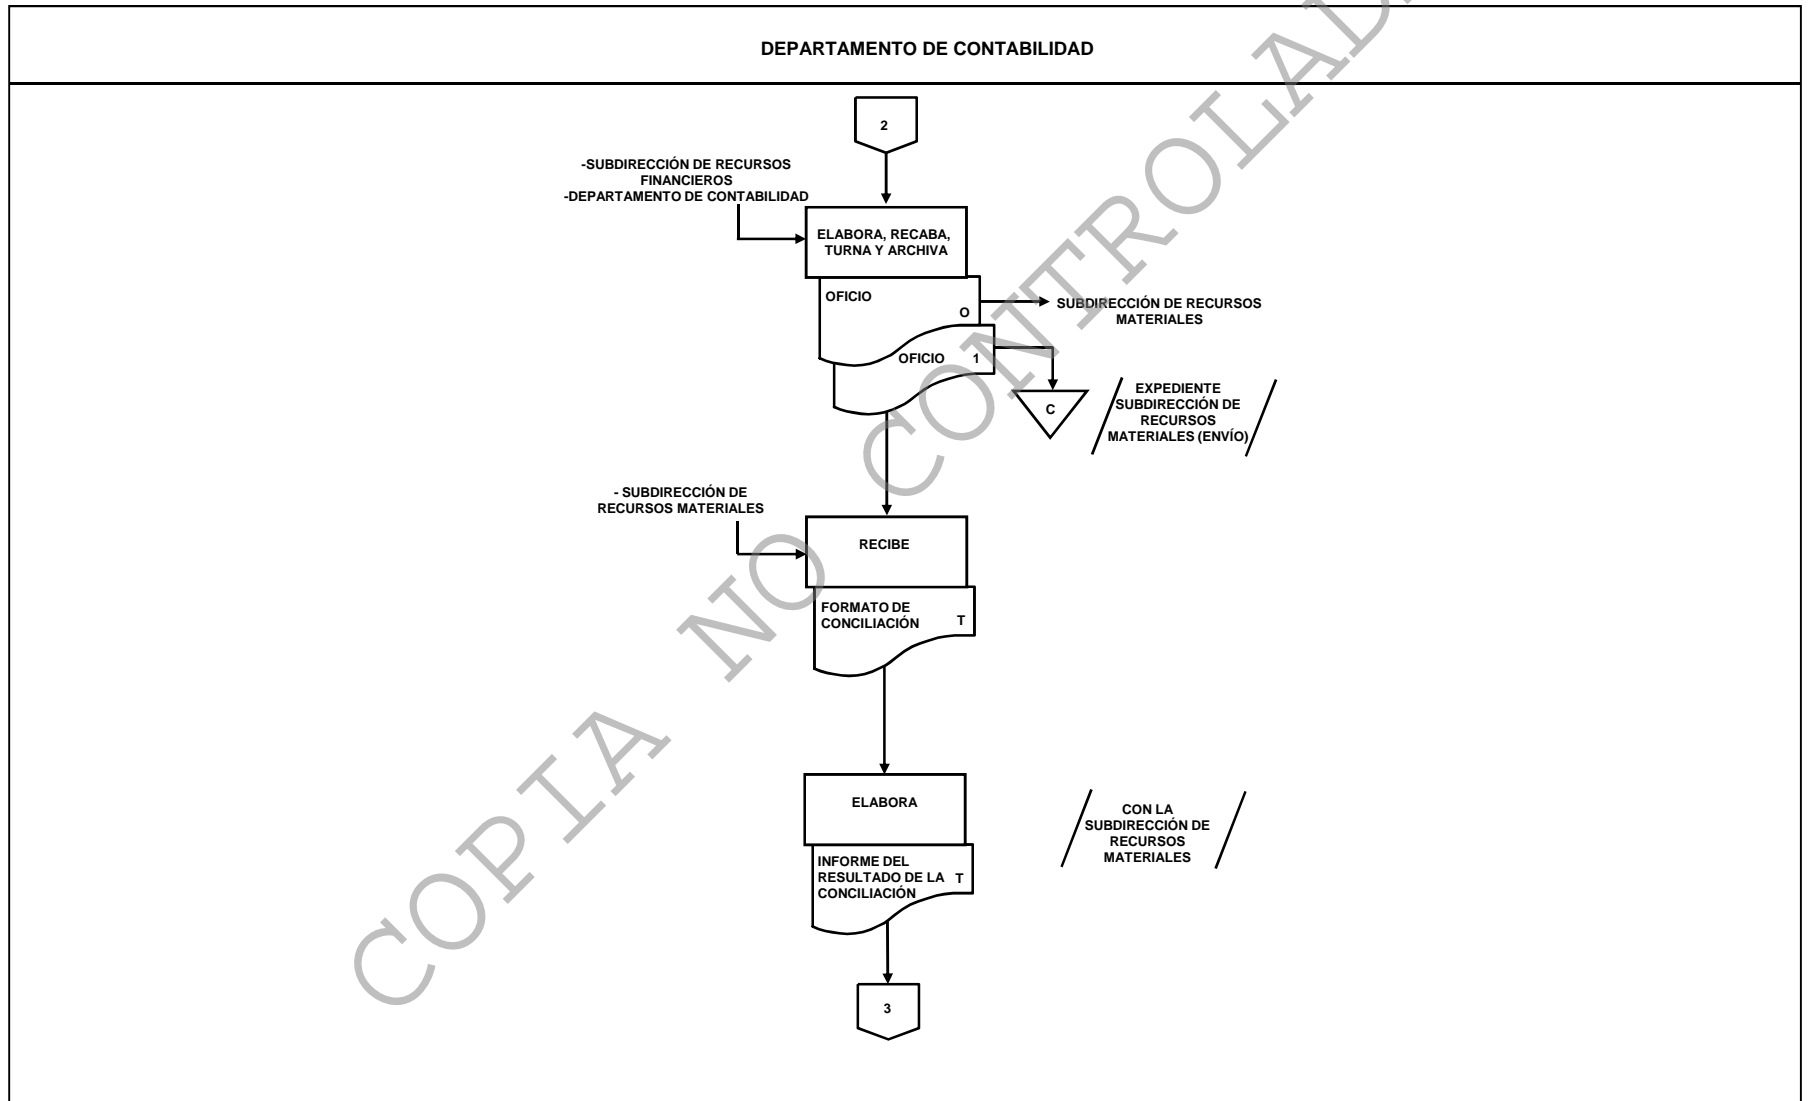 DEPARTAMENTO DE CONTABILIDAD
2
-SUBDIRECCIÓN DE RECURSOS
FINANCIEROS
-DEPARTAMENTO DE CONTABILIDAD
ELABORA, RECABA,
TURNA Y ARCHIVA
OFICIO
O
SUBDIRECCIÓN DE RECURSOS
MATERIALES
OFICIO 1
C
EXPEDIENTE
SUBDIRECCIÓN DE
RECURSOS
MATERIALES (ENVÍO)
- SUBDIRECCIÓN DE
RECURSOS MATERIALES
RECIBE
FORMATO DE
CONCILIACIÓN T
ELABORA
CON LA
SUBDIRECCIÓN DE
RECURSOS
MATERIALES
INFORME DEL
RESULTADO DE LA T
CONCILIACIÓN
3
COPIA NO CONTROLAD